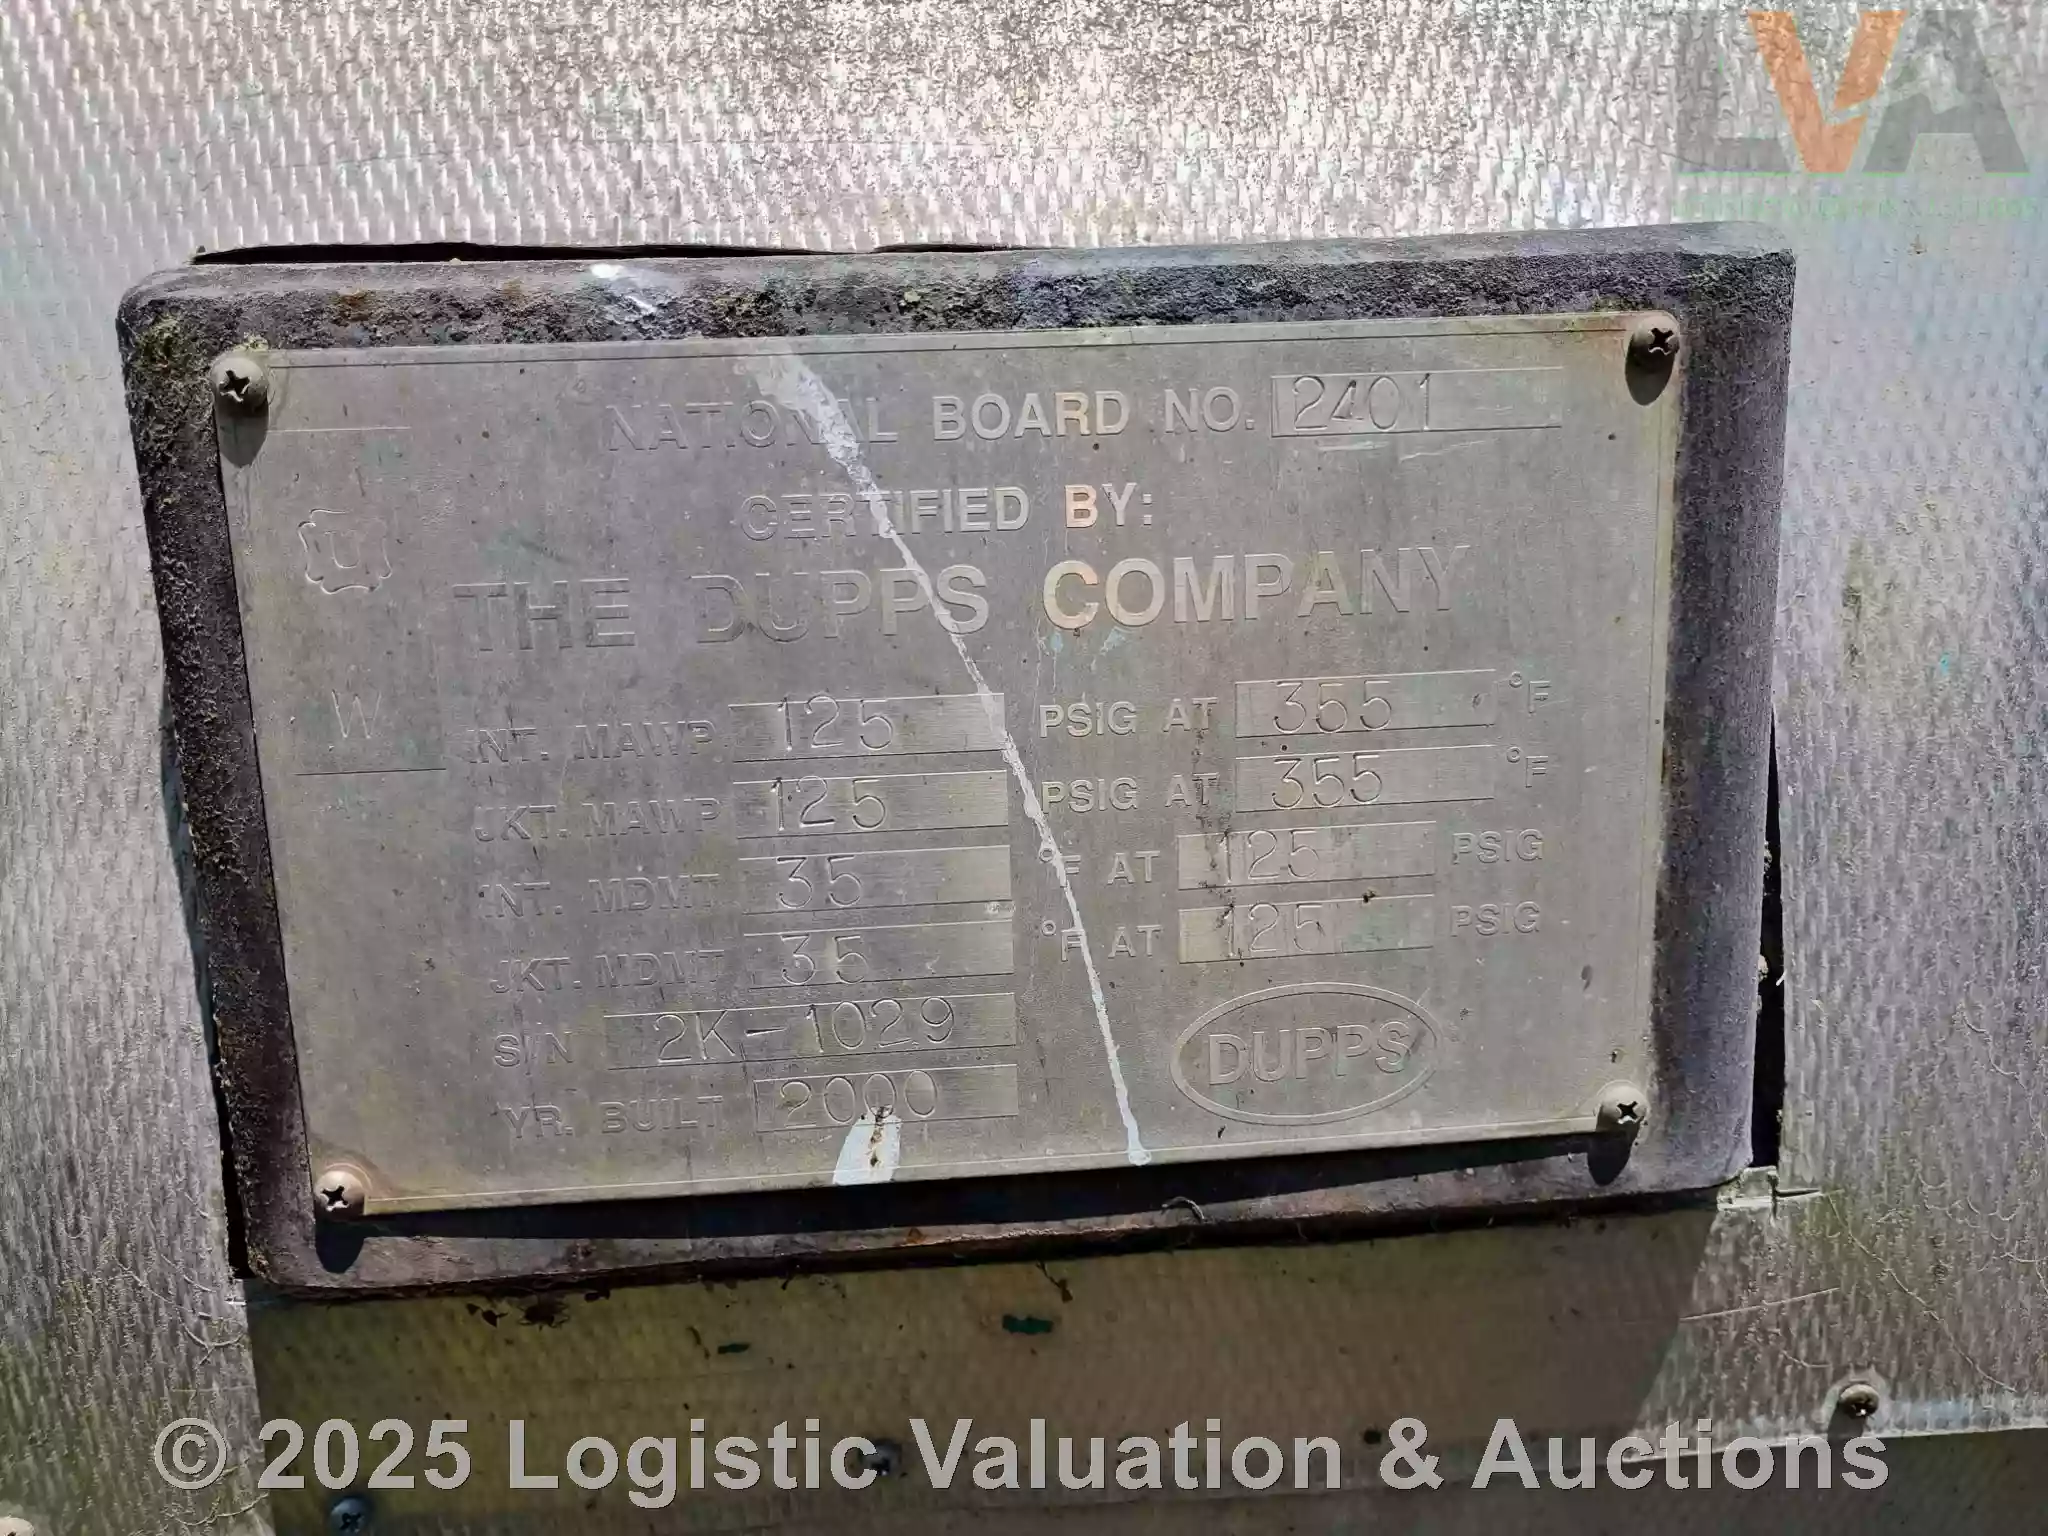 VA
NATIONAL BOARD NO. 2401
CERTIFIED BY:
U
THE DUPPS COMPANY
W
INT. MAWP 125 PSIG AT 355 °F
JKT. MAWP 125 PSIG AT 355 °F
INT. MDMT 35 °F AT 125 PSIG
JKT. MDMT 35 °F AT 125 PSIG
S/N 2K-1029
YR. BUILT 2000
DUPPS
© 2025 Logistic Valuation & Auctions